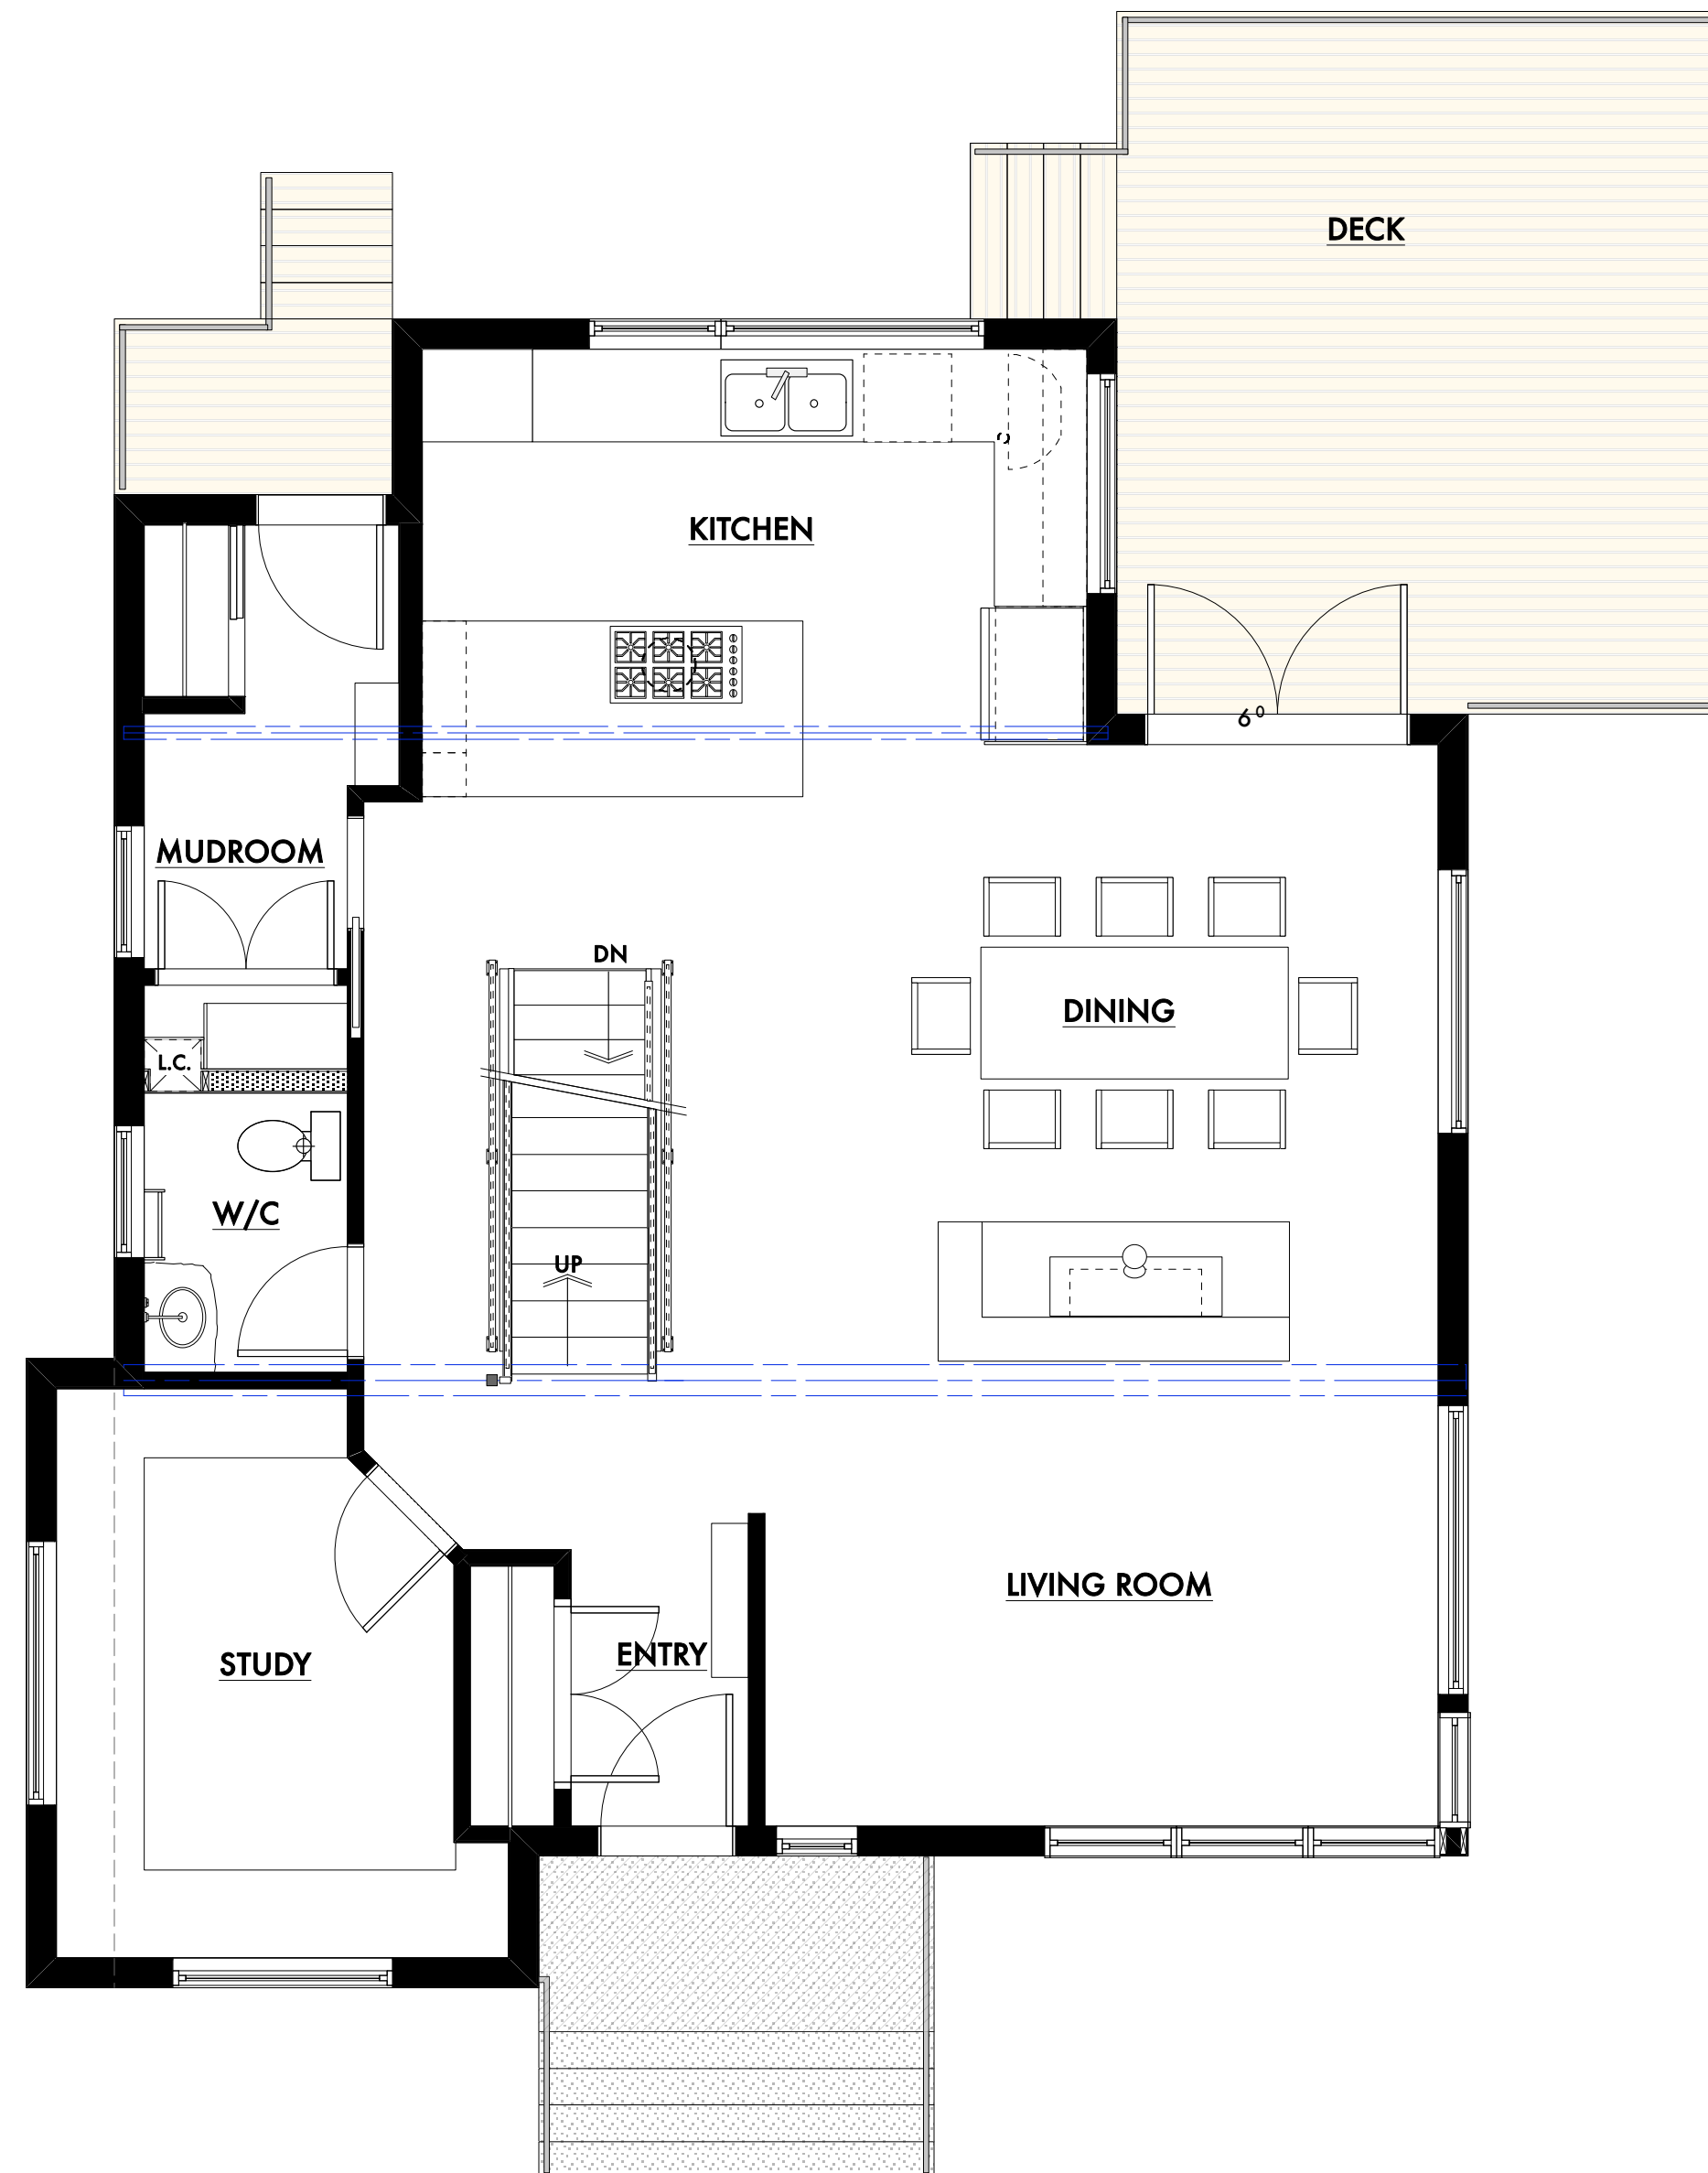 DECK
KITCHEN
6⁰
MUDROOM
DN
DINING
L.C.
W/C
UP
LIVING ROOM
ENTRY
STUDY